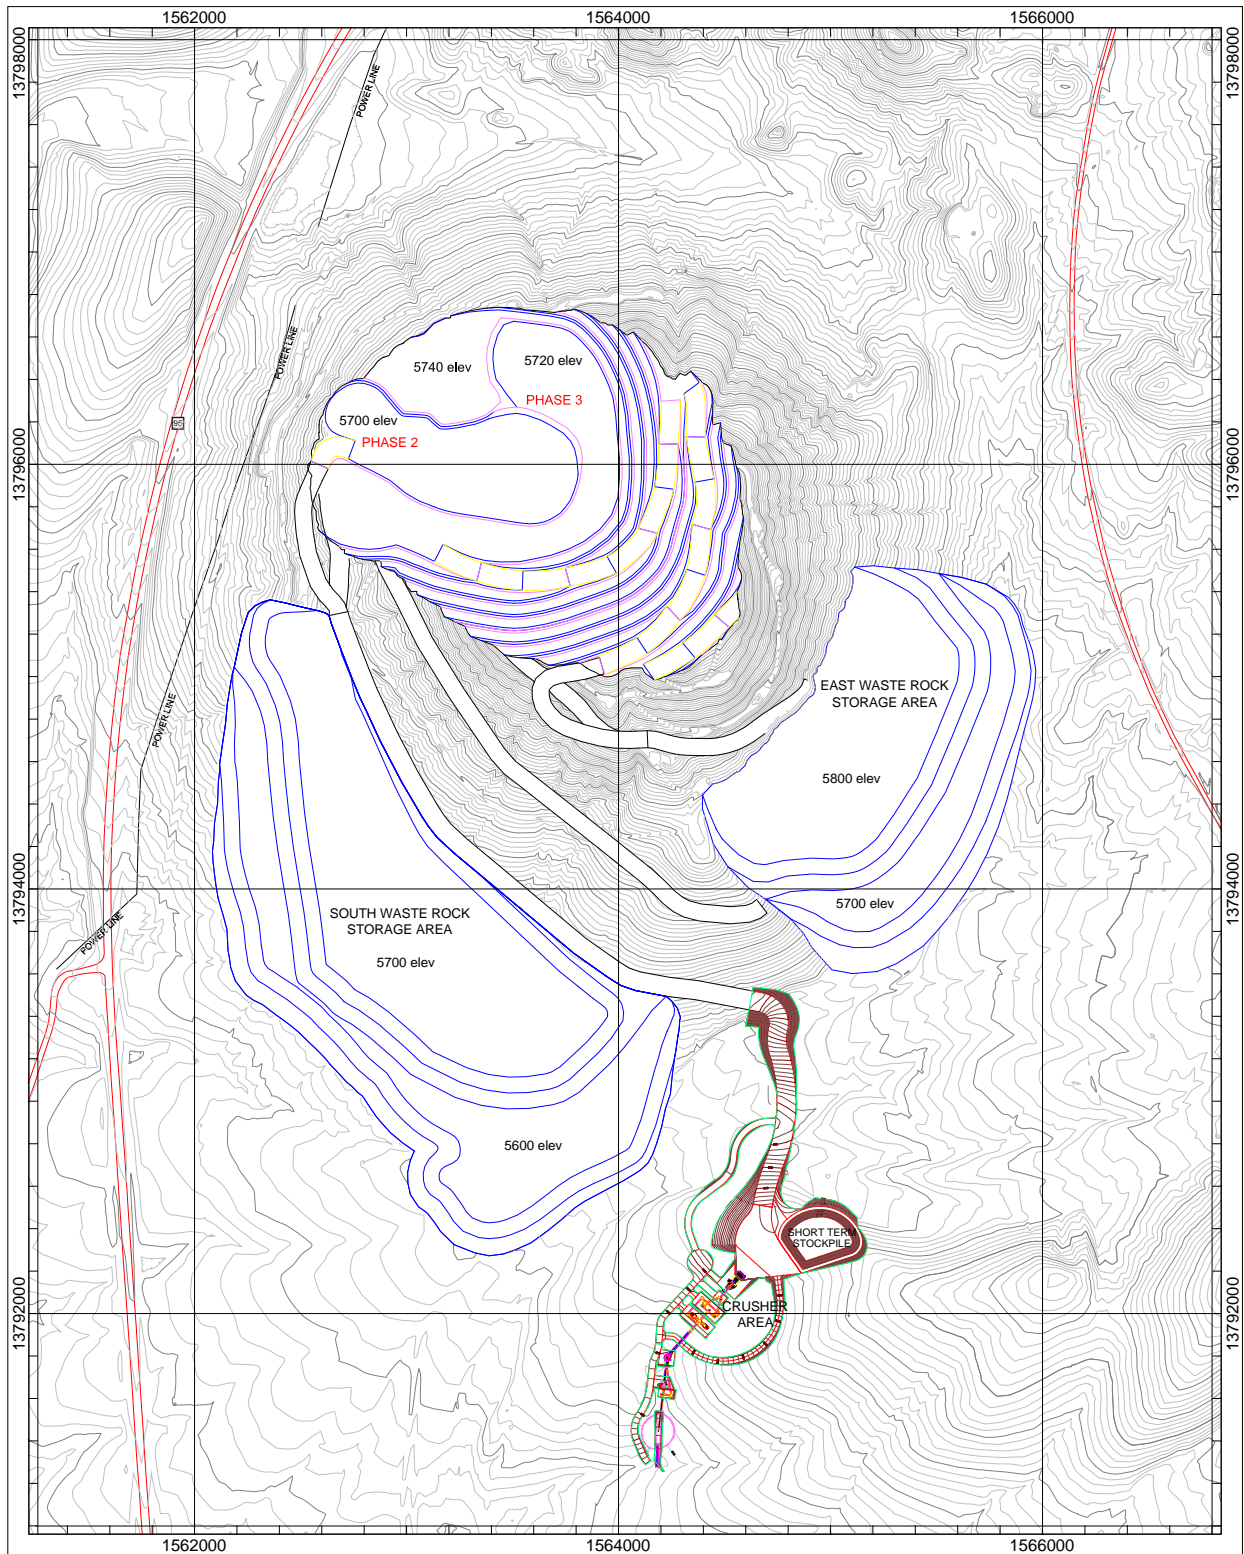 1562000
1564000
1566000
13798000
13798000
POWER LINE
POWER LINE
5740 elev
5720 elev
PHASE 3
5700 elev
PHASE 2
95
13796000
13796000
POWER LINE
EAST WASTE ROCK
STORAGE AREA
5800 elev
13794000
13794000
5700 elev
SOUTH WASTE ROCK
STORAGE AREA
5700 elev
POWER LINE
5600 elev
SHORT TERM
STOCKPILE
CRUSHER
AREA
13792000
13792000
1562000
1564000
1566000